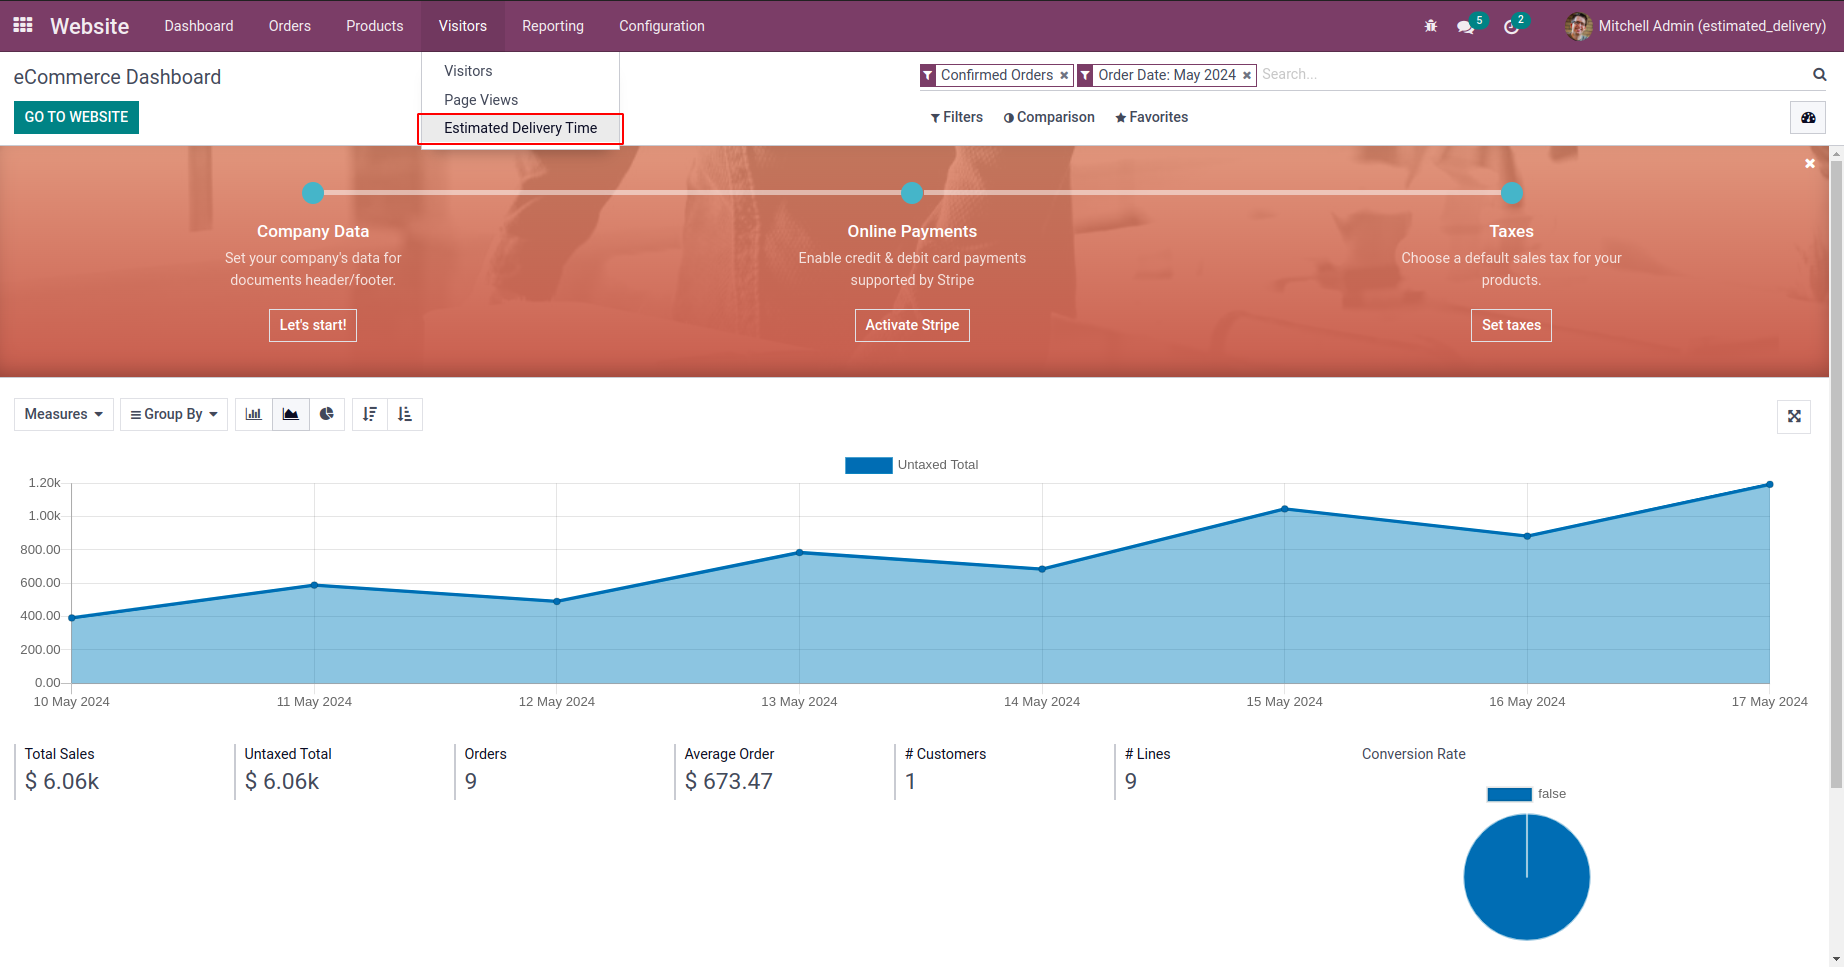 Website Dashboard Orders Products Visitors Reporting Configuration 5 2 Mitchell Admin (estimated_delivery)
eCommerce Dashboard
GO TO WEBSITE
Visitors
Page Views
Estimated Delivery Time
Confirmed Orders × Order Date: May 2024 × Search...
Filters Comparison Favorites
Company Data
Set your company's data for
documents header/footer.
Let's start!
Online Payments
Enable credit & debit card payments
supported by Stripe
Activate Stripe
Taxes
Choose a default sales tax for your
products.
Set taxes
Measures Group By
Untaxed Total
1.20k
1.00k
800.00
600.00
400.00
200.00
0.00
10 May 2024 11 May 2024 12 May 2024 13 May 2024 14 May 2024 15 May 2024 16 May 2024 17 May 2024
Total Sales
$ 6.06k
Untaxed Total
$ 6.06k
Orders
9
Average Order
$ 673.47
# Customers
1
# Lines
9
Conversion Rate
false